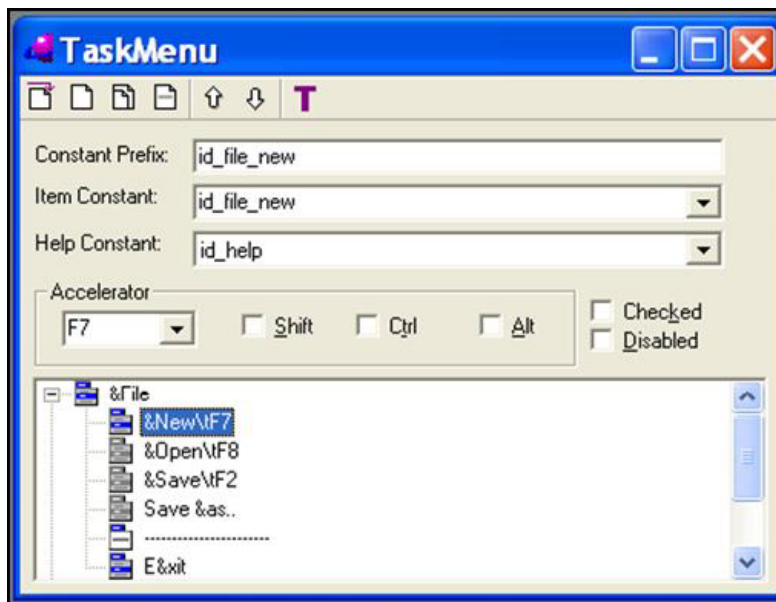 TaskMenu
T
Constant Prefix: id_file_new
Item Constant: id_file_new
Help Constant: id_help
Accelerator
F7 Shift Ctrl Alt
Checked
Disabled
&File
&New\tF7
&Open\tF8
&Save\tF2
Save &as..
-----------------------
E&xit